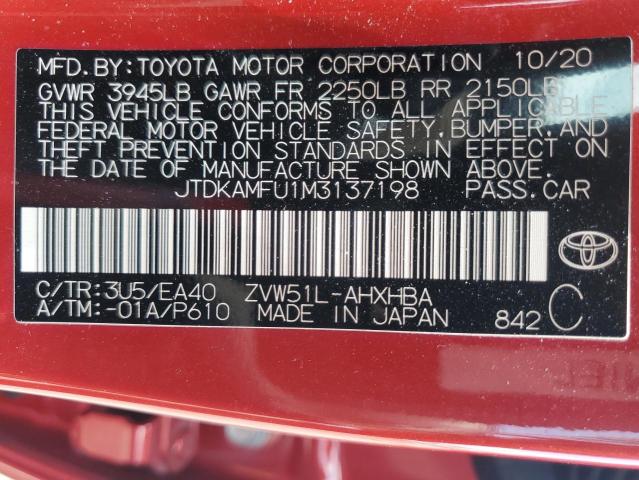 MFD. BY: TOYOTA MOTOR CORPORATION 10/20
GVWR 3945LB GAWR FR 2250LB RR 2150LB
THIS VEHICLE CONFORMS TO ALL APPLICABLE
FEDERAL MOTOR VEHICLE SAFETY, BUMPER, AND
THEFT PREVENTION STANDARDS IN EFFECT ON
THE DATE OF MANUFACTURE SHOWN ABOVE.
JTDKAMFU1M3137198 PASS. CAR
C/TR: 3U5/EA40 ZVW51L-AHXHBA
A/TM: -01A/P610 MADE IN JAPAN 842 C